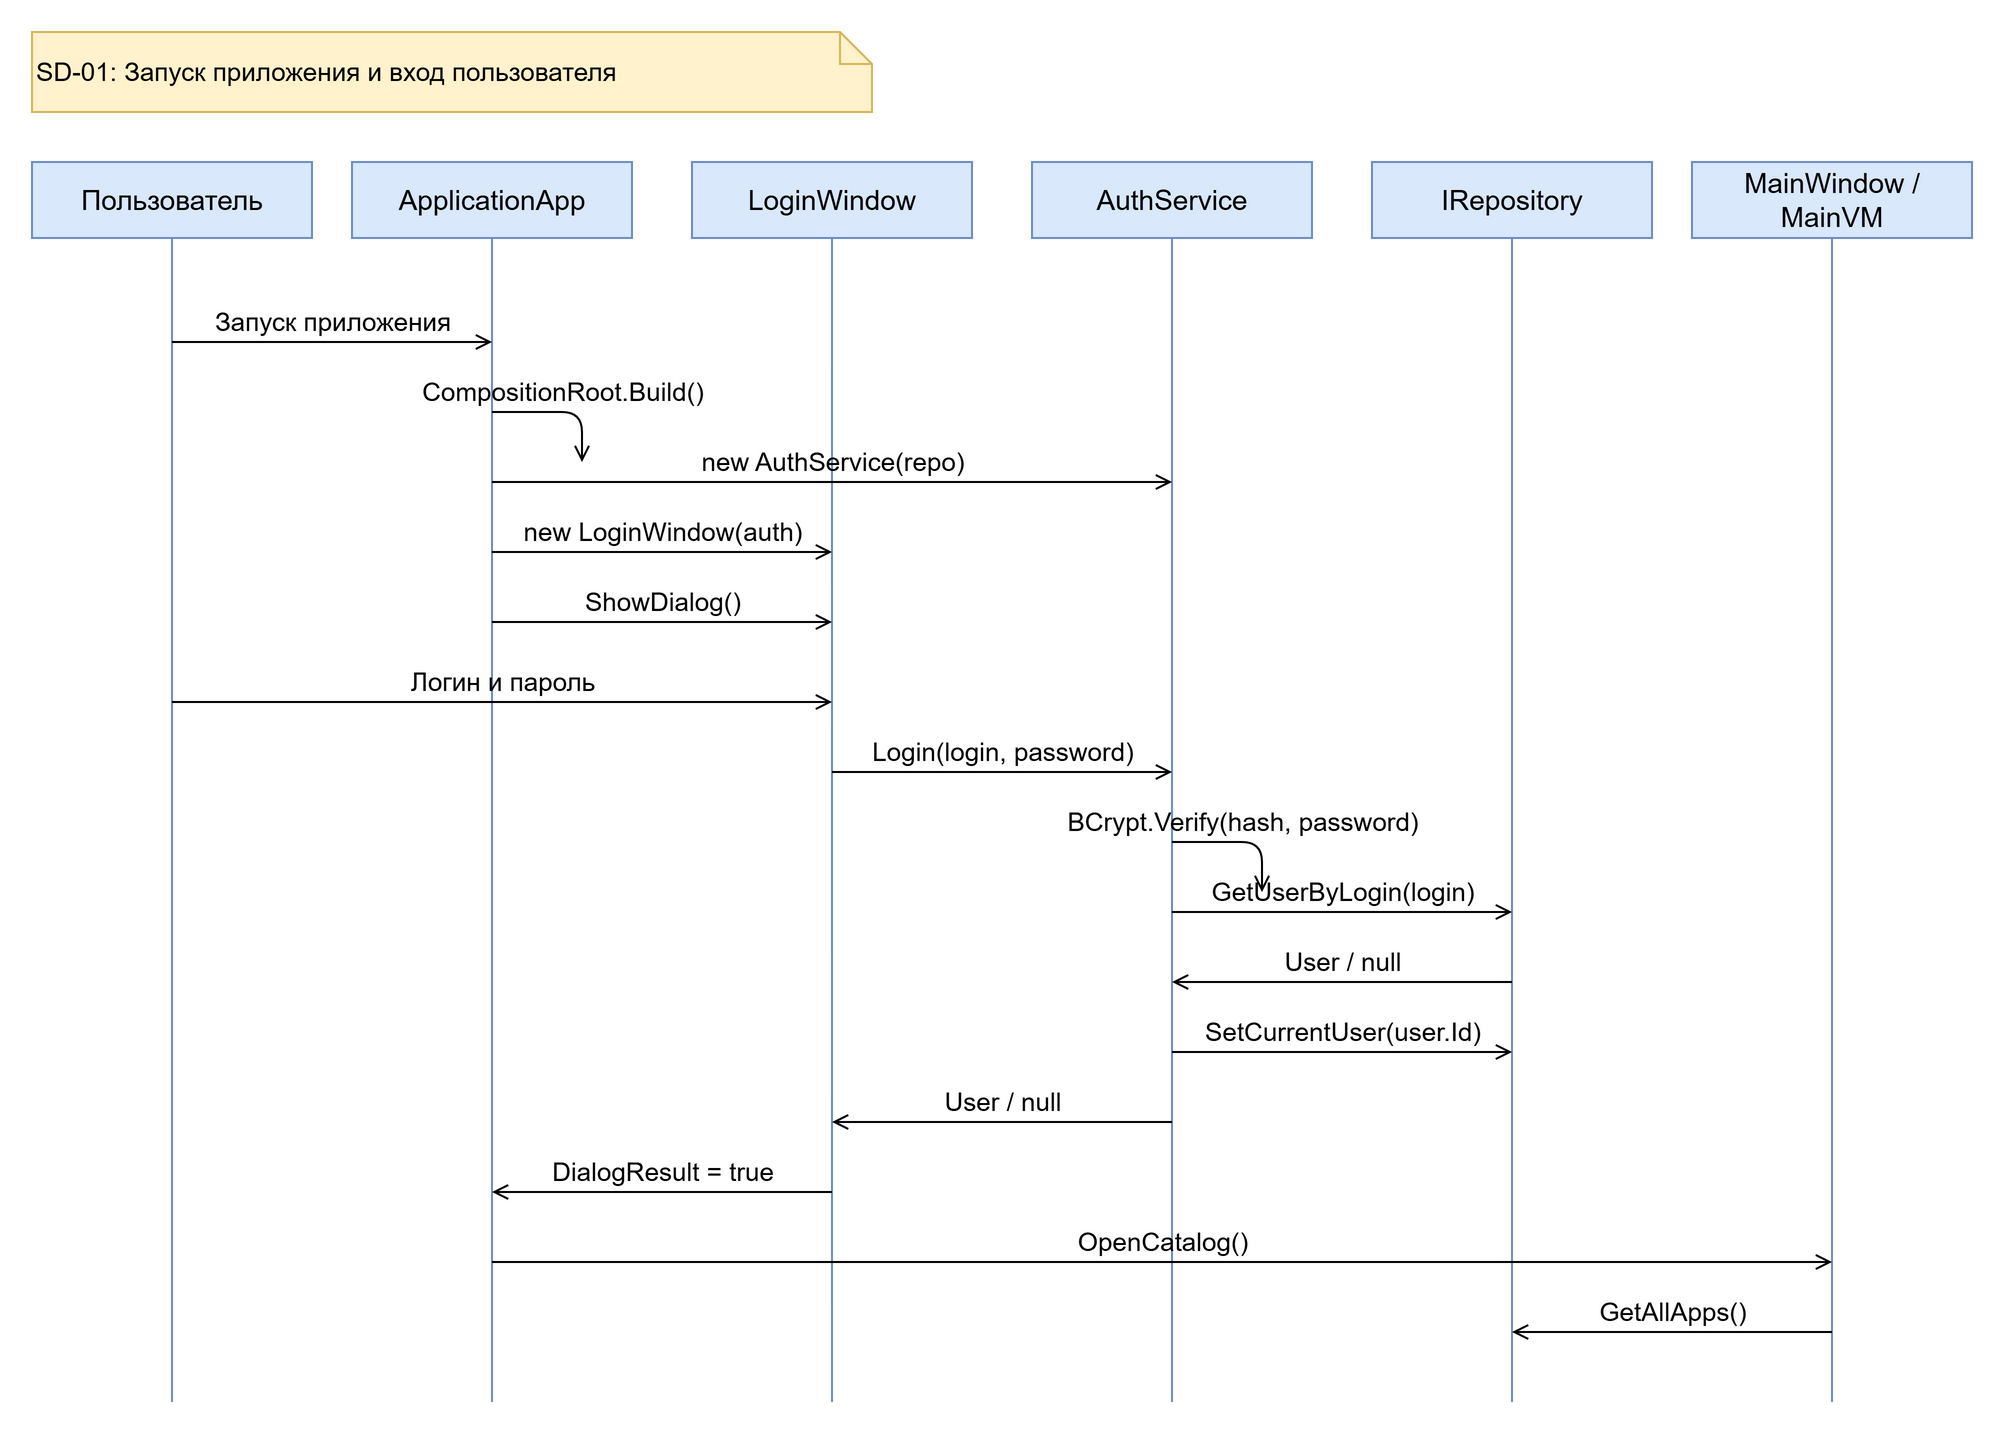 SD-01: Запуск приложения и вход пользователя
Пользователь
ApplicationApp
LoginWindow
AuthService
IRepository
MainWindow /
MainVM
Запуск приложения
CompositionRoot.Build()
new AuthService(repo)
new LoginWindow(auth)
ShowDialog()
Логин и пароль
Login(login, password)
BCrypt.Verify(hash, password)
GetUserByLogin(login)
User / null
SetCurrentUser(user.Id)
User / null
DialogResult = true
OpenCatalog()
GetAllApps()